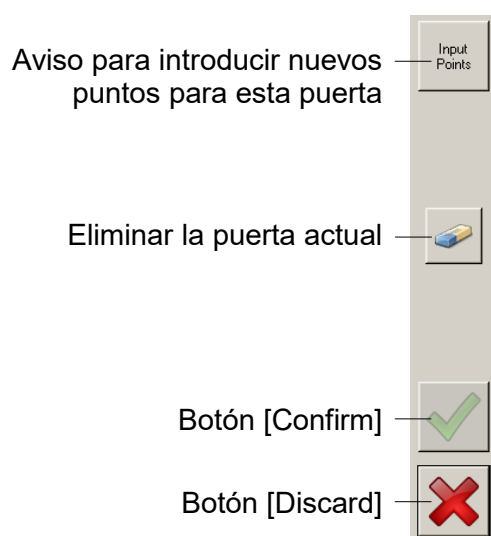 Input
Points
Aviso para introducir nuevos
puntos para esta puerta
Eliminar la puerta actual
Botón [Confirm]
Botón [Discard]